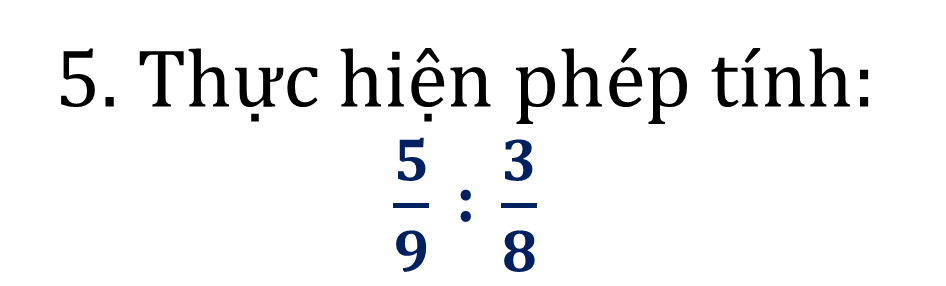 5. Thực hiện phép tính:
5/9 : 3/8